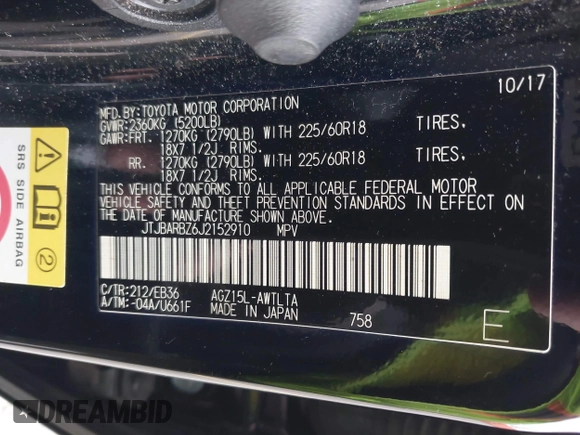 10/17
MFD.BY:TOYOTA MOTOR CORPORATION
GVWR:2360KG (5200LB)
GAWR:FRT. 1270KG (2790LB) WITH 225/60R18 TIRES.
18X7 1/2J RIMS.
RR. 1270KG (2790LB) WITH 225/60R18 TIRES.
18X7 1/2J RIMS.
THIS VEHICLE CONFORMS TO ALL APPLICABLE FEDERAL MOTOR
VEHICLE SAFETY AND THEFT PREVENTION STANDARDS IN EFFECT ON
THE DATE OF MANUFACTURE SHOWN ABOVE.
JTJBARBZ6J2152910 MPV
C/TR:212/EB36 AGZ15L-AWTLTA
A/TM:-04A/U661F MADE IN JAPAN 758 E
SRS SIDE AIRBAG
2
DREAMBID